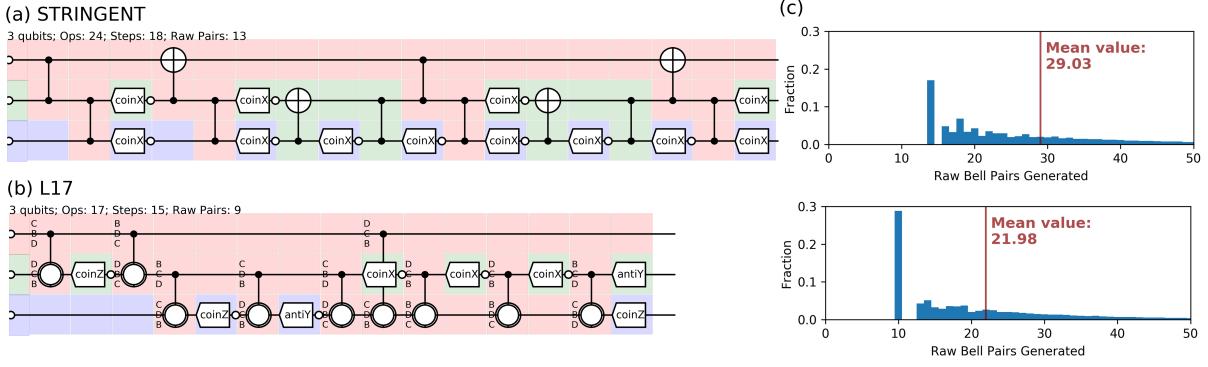 (a) STRINGENT
3 qubits; Ops: 24; Steps: 18; Raw Pairs: 13
coinX coinX coinX coinX
coinX coinX coinX coinX coinX coinX coinX coinX
(b) L17
3 qubits; Ops: 17; Steps: 15; Raw Pairs: 9
C B D
B D C
D C B
coinZ
B C D
C D B
D C B
coinX
coinX
coinX
antiY
coinZ
antiY
coinZ
(c)
0.3
0.2
0.1
0.0
Fraction
Mean value:
29.03
0 10 20 30 40 50
Raw Bell Pairs Generated
0.3
0.2
0.1
0.0
Fraction
Mean value:
21.98
0 10 20 30 40 50
Raw Bell Pairs Generated